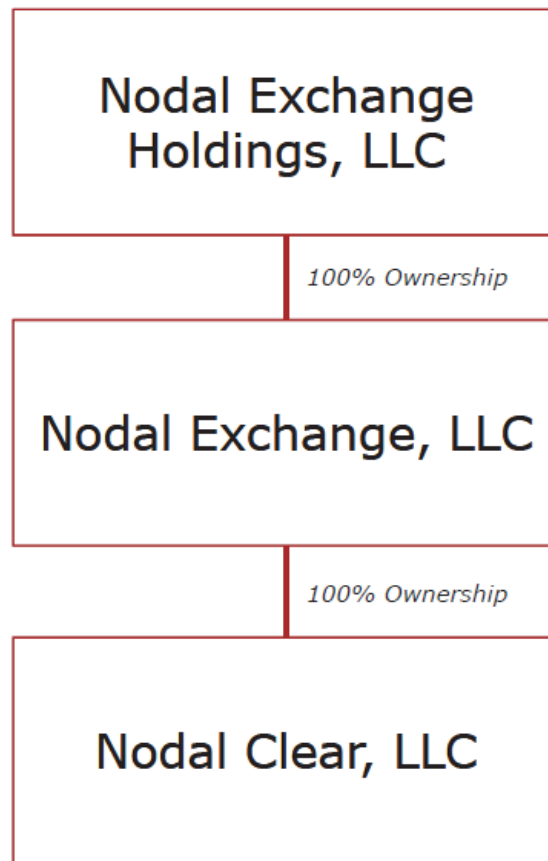 Nodal Exchange
Holdings, LLC
100% Ownership
Nodal Exchange, LLC
100% Ownership
Nodal Clear, LLC